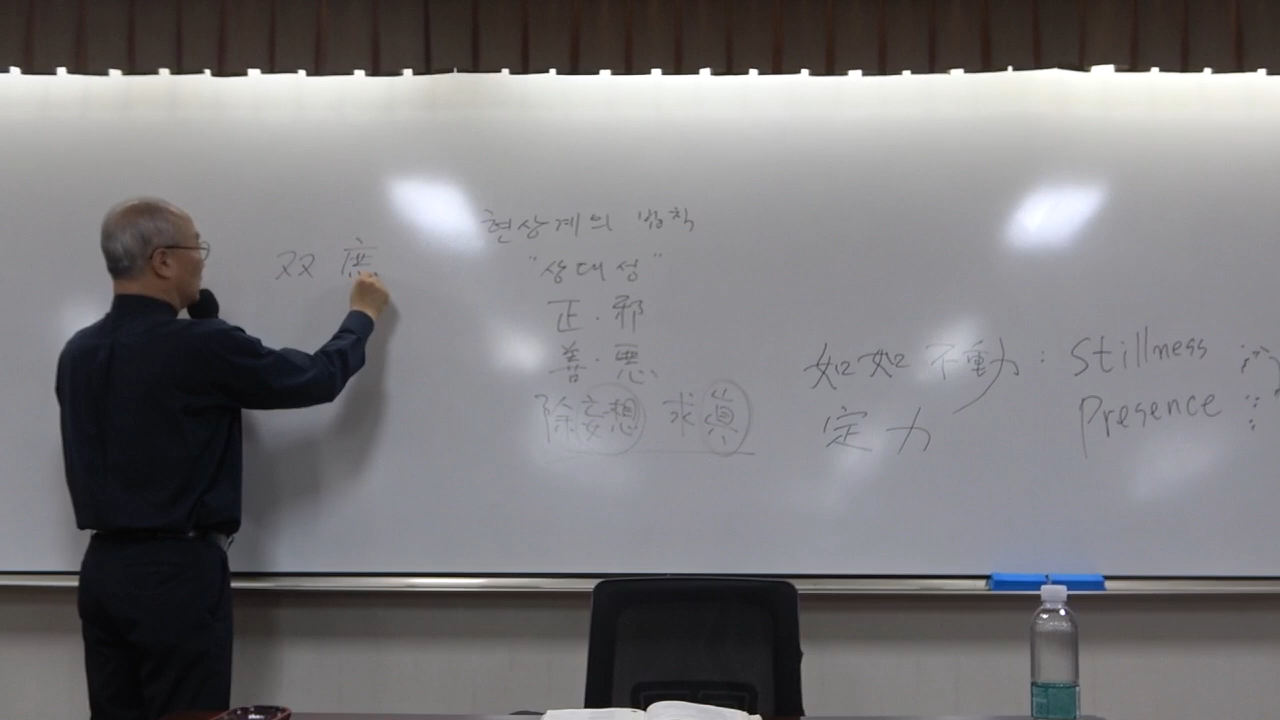 双
현상계의 법칙
"상대성"
正·邪
善·悪
除妄想 求眞
如如不動: Stillness
定力 Presence